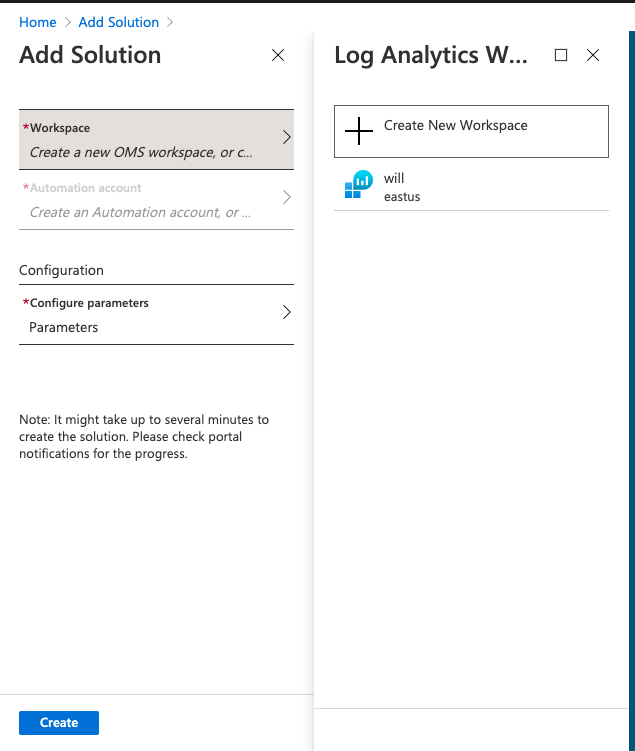 Home > Add Solution >
Add Solution
*Workspace
Create a new OMS workspace, or c...
*Automation account
Create an Automation account, or ...
Configuration
*Configure parameters
Parameters
Note: It might take up to several minutes to
create the solution. Please check portal
notifications for the progress.
Create
Log Analytics W...
Create New Workspace
will
eastus